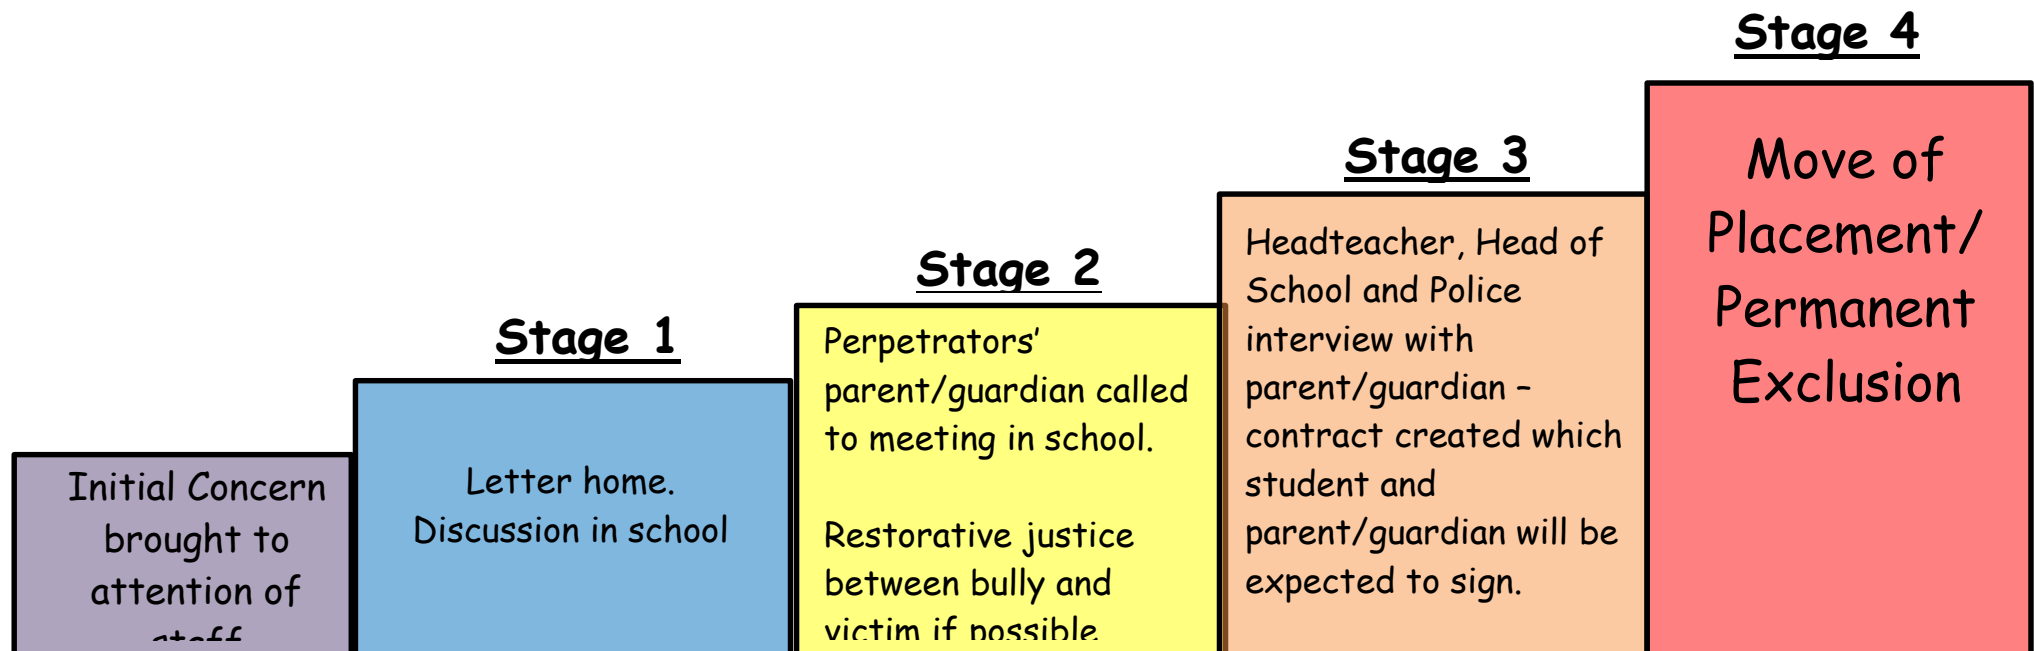 Initial Concern
brought to
attention of
staff
Stage 1
Letter home.
Discussion in school
Stage 2
Perpetrators’
parent/guardian called
to meeting in school.
Restorative justice
between bully and
victim if possible
Stage 3
Headteacher, Head of
School and Police
interview with
parent/guardian –
contract created which
student and
parent/guardian will be
expected to sign.
Stage 4
Move of
Placement/
Permanent
Exclusion